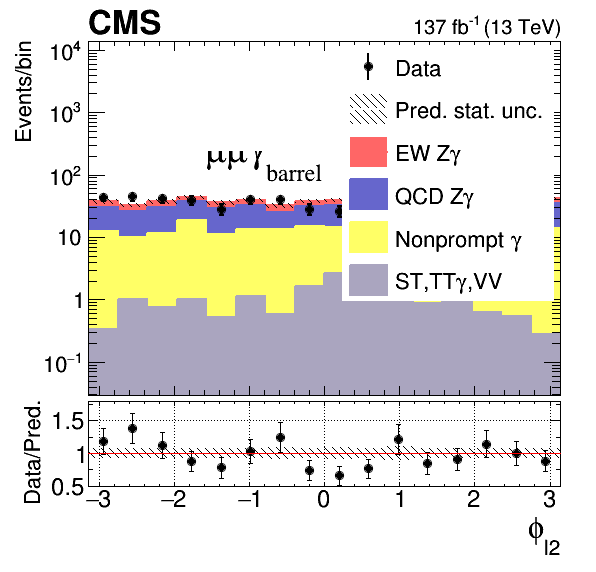 CMS 137 fb⁻¹ (13 TeV)
Events/bin
10⁴
10³
10²
10
1
10⁻¹
μμγ barrel
Data
Pred. stat. unc.
EW Zγ
QCD Zγ
Nonprompt γ
ST,TTγ,VV
Data/Pred.
1.5
1
0.5
−3 −2 −1 0 1 2 3
ϕ_l2